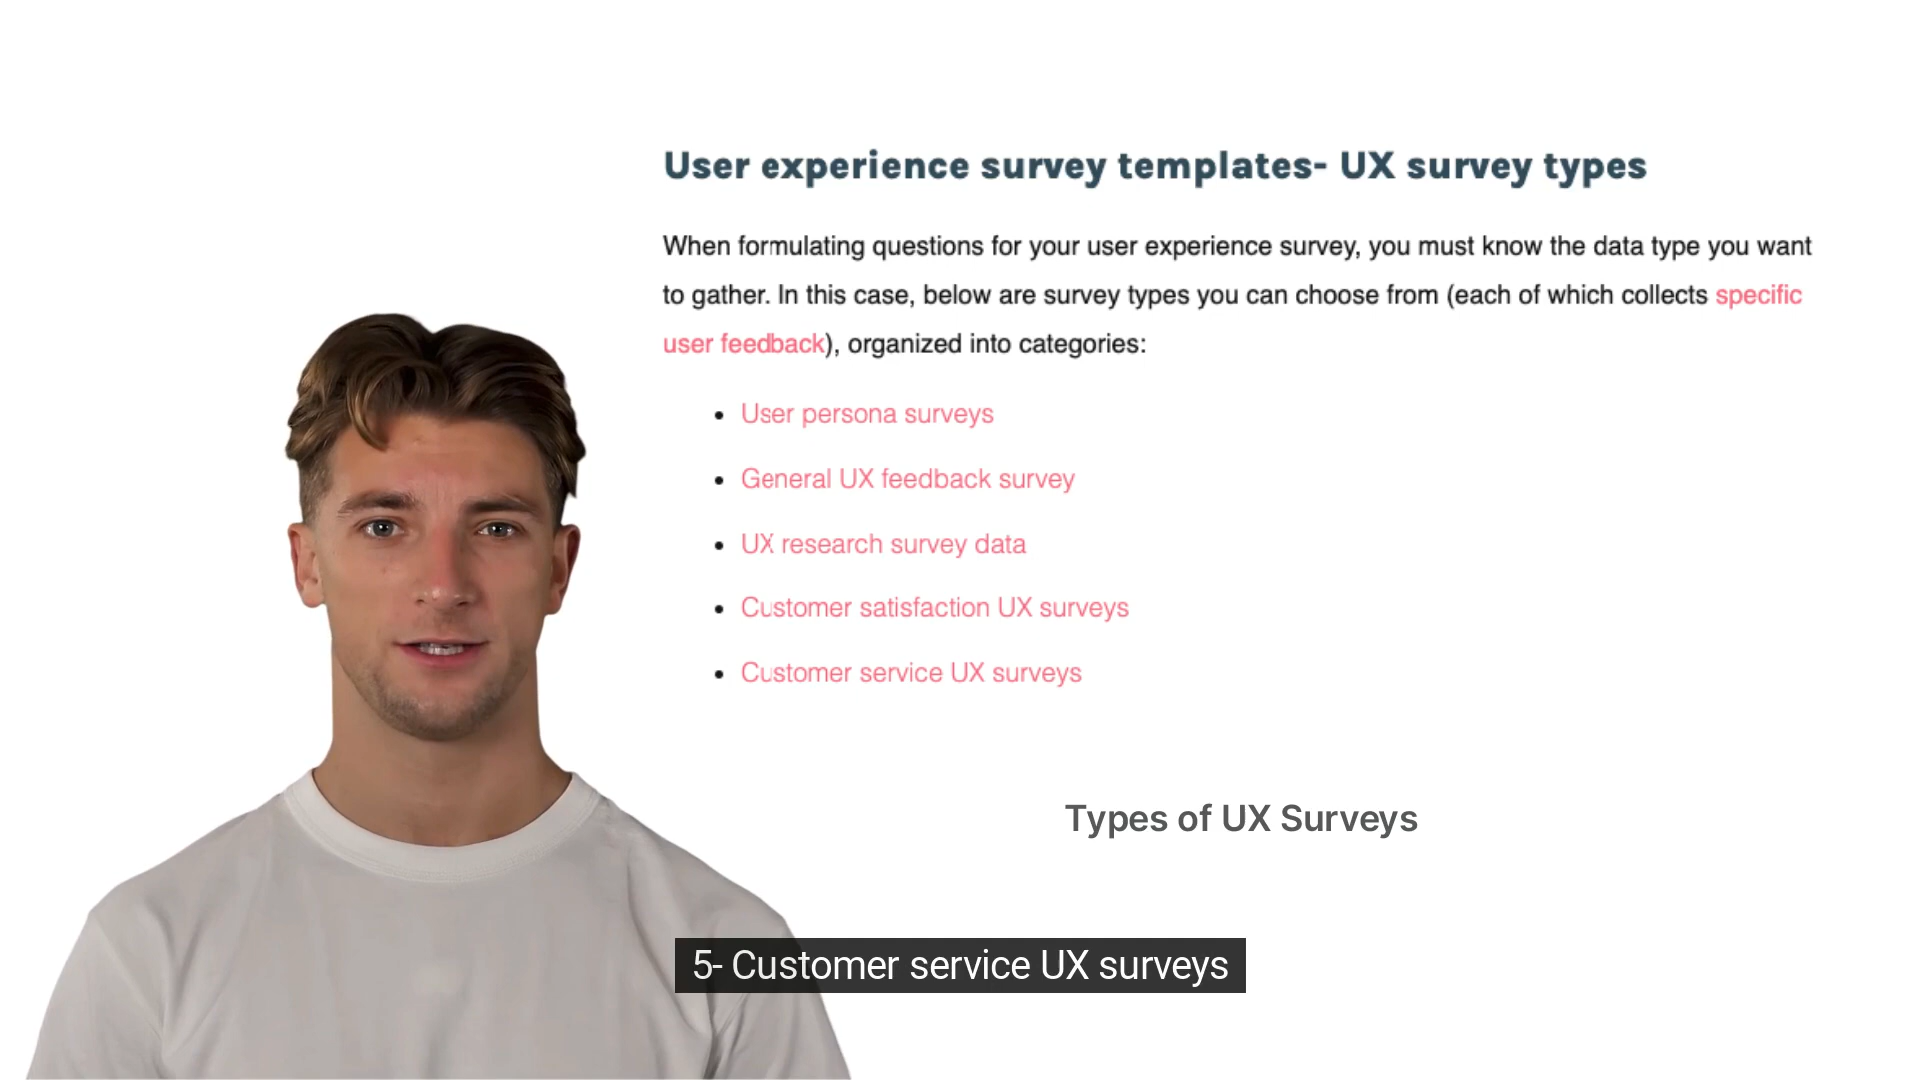 User experience survey templates- UX survey types
When formulating questions for your user experience survey, you must know the data type you want
to gather. In this case, below are survey types you can choose from (each of which collects specific
user feedback), organized into categories:
• User persona surveys
• General UX feedback survey
• UX research survey data
• Customer satisfaction UX surveys
• Customer service UX surveys
Types of UX Surveys
5- Customer service UX surveys